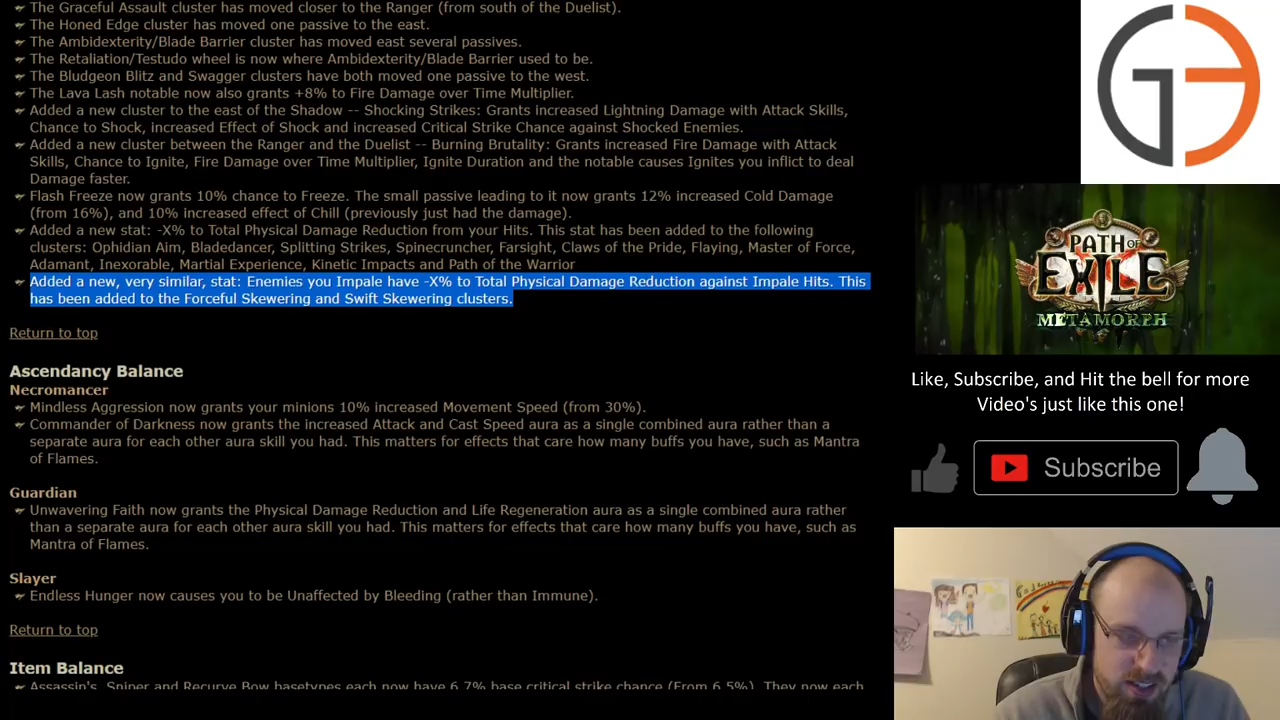 The Graceful Assault cluster has moved closer to the Ranger (from south of the Duelist).
The Honed Edge cluster has moved one passive to the east.
The Ambidexterity/Blade Barrier cluster has moved east several passives.
The Retaliation/Testudo wheel is now where Ambidexterity/Blade Barrier used to be.
The Bludgeon Blitz and Swagger clusters have both moved one passive to the west.
The Lava Lash notable now also grants +8% to Fire Damage over Time Multiplier.
Added a new cluster to the east of the Shadow -- Shocking Strikes: Grants increased Lightning Damage with Attack Skills,
Chance to Shock, increased Effect of Shock and increased Critical Strike Chance against Shocked Enemies.
Added a new cluster between the Ranger and the Duelist -- Burning Brutality: Grants increased Fire Damage with Attack
Skills, Chance to Ignite, Fire Damage over Time Multiplier, Ignite Duration and the notable causes Ignites you inflict to deal
Damage faster.
Flash Freeze now grants 10% chance to Freeze. The small passive leading to it now grants 12% increased Cold Damage
(from 16%), and 10% increased effect of Chill (previously just had the damage).
Added a new stat: -X% to Total Physical Damage Reduction from your Hits. This stat has been added to the following
clusters: Ophidian Aim, Bladedancer, Splitting Strikes, Spinecruncher, Farsight, Claws of the Pride, Flaying, Master of Force,
Adamant, Inexorable, Martial Experience, Kinetic Impacts and Path of the Warrior
Added a new, very similar, stat: Enemies you Impale have -X% to Total Physical Damage Reduction against Impale Hits. This
has been added to the Forceful Skewering and Swift Skewering clusters.
Return to top
Ascendancy Balance
Necromancer
Mindless Aggression now grants your minions 10% increased Movement Speed (from 30%).
Commander of Darkness now grants the increased Attack and Cast Speed aura as a single combined aura rather than a
separate aura for each other aura skill you had. This matters for effects that care how many buffs you have, such as Mantra
of Flames.
Guardian
Unwavering Faith now grants the Physical Damage Reduction and Life Regeneration aura as a single combined aura rather
than a separate aura for each other aura skill you had. This matters for effects that care how many buffs you have, such as
Mantra of Flames.
Slayer
Endless Hunger now causes you to be Unaffected by Bleeding (rather than Immune).
Return to top
Item Balance
Assassin's, Sniper and Recurve Bow basetypes each now have 6.7% base critical strike chance (From 6.5%). They now each
PATH OF
EXILE
METAMORPH
Like, Subscribe, and Hit the bell for more
Video's just like this one!
Subscribe